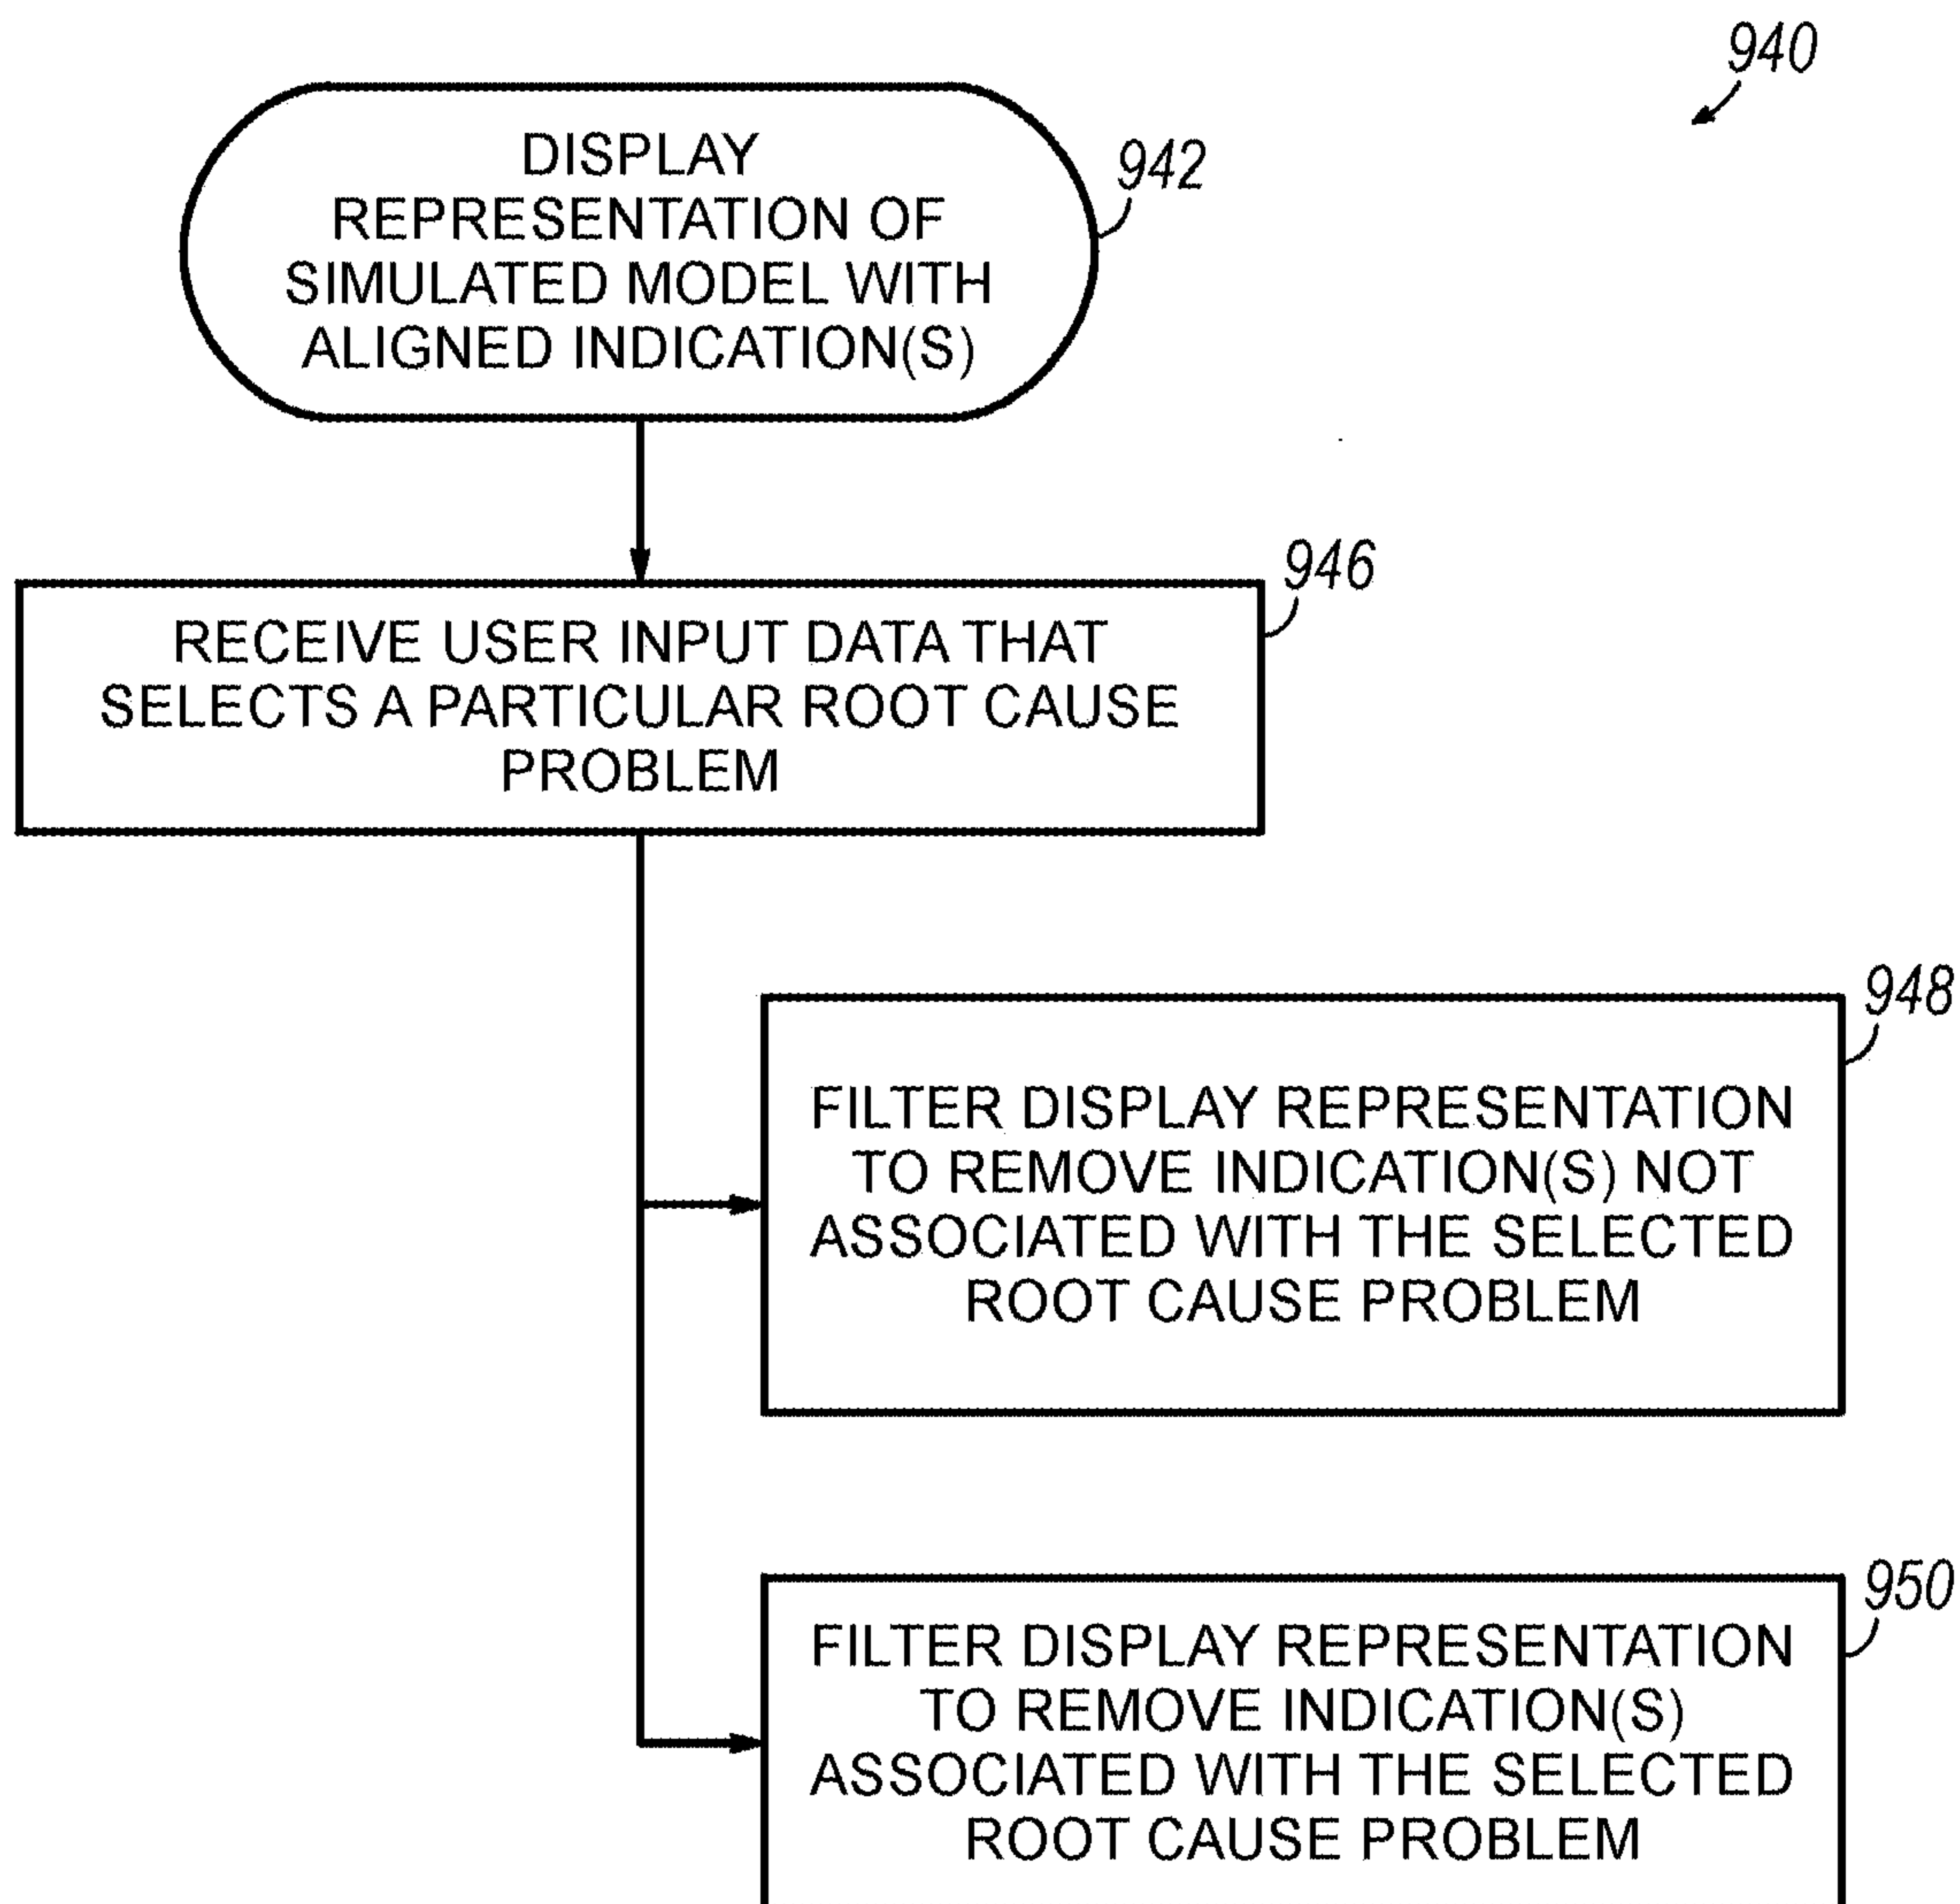 940
DISPLAY
REPRESENTATION OF
SIMULATED MODEL WITH
ALIGNED INDICATION(S)
942
RECEIVE USER INPUT DATA THAT
SELECTS A PARTICULAR ROOT CAUSE
PROBLEM
946
FILTER DISPLAY REPRESENTATION
TO REMOVE INDICATION(S) NOT
ASSOCIATED WITH THE SELECTED
ROOT CAUSE PROBLEM
948
FILTER DISPLAY REPRESENTATION
TO REMOVE INDICATION(S)
ASSOCIATED WITH THE SELECTED
ROOT CAUSE PROBLEM
950